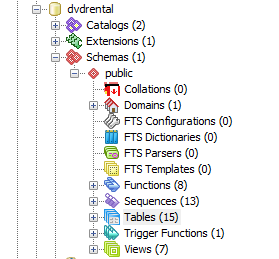 dvdrental
Catalogs (2)
Extensions (1)
Schemas (1)
public
Collations (0)
Domains (1)
FTS Configurations (0)
FTS Dictionaries (0)
FTS Parsers (0)
FTS Templates (0)
Functions (8)
Sequences (13)
Tables (15)
Trigger Functions (1)
Views (7)